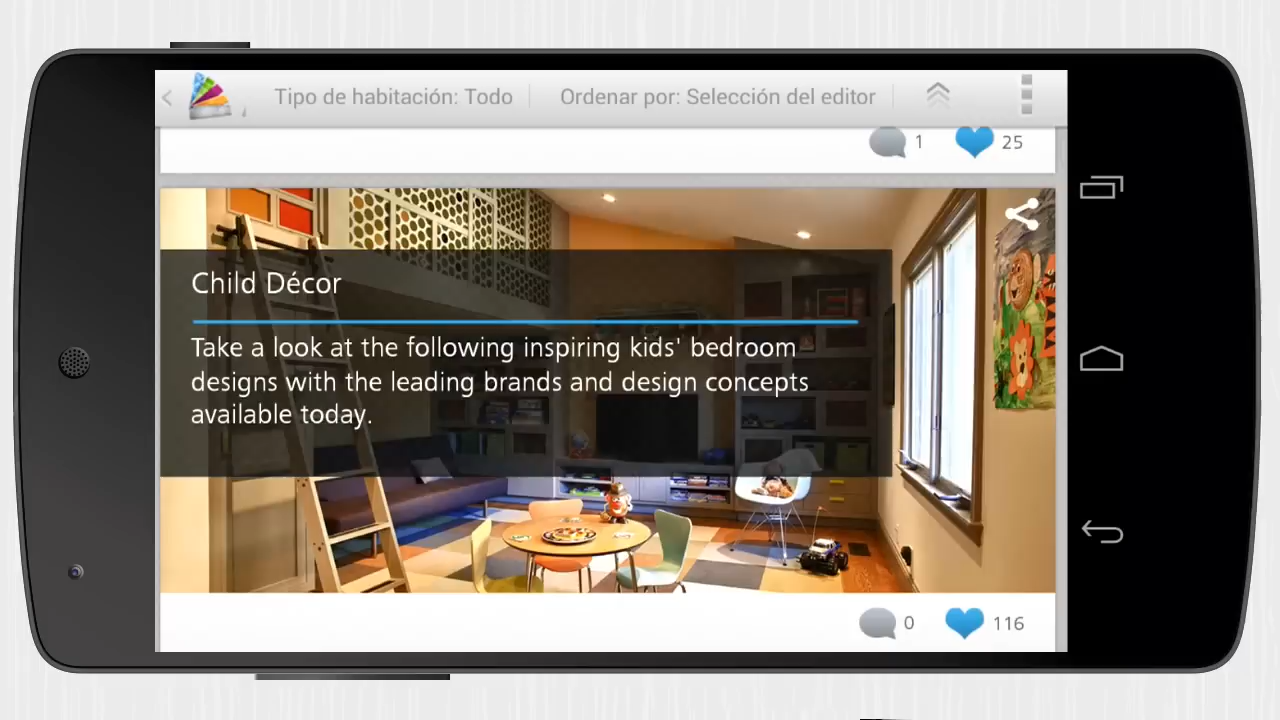 Tipo de habitación: Todo
Ordenar por: Selección del editor
1
25
Child Décor
Take a look at the following inspiring kids' bedroom
designs with the leading brands and design concepts
available today.
0
116